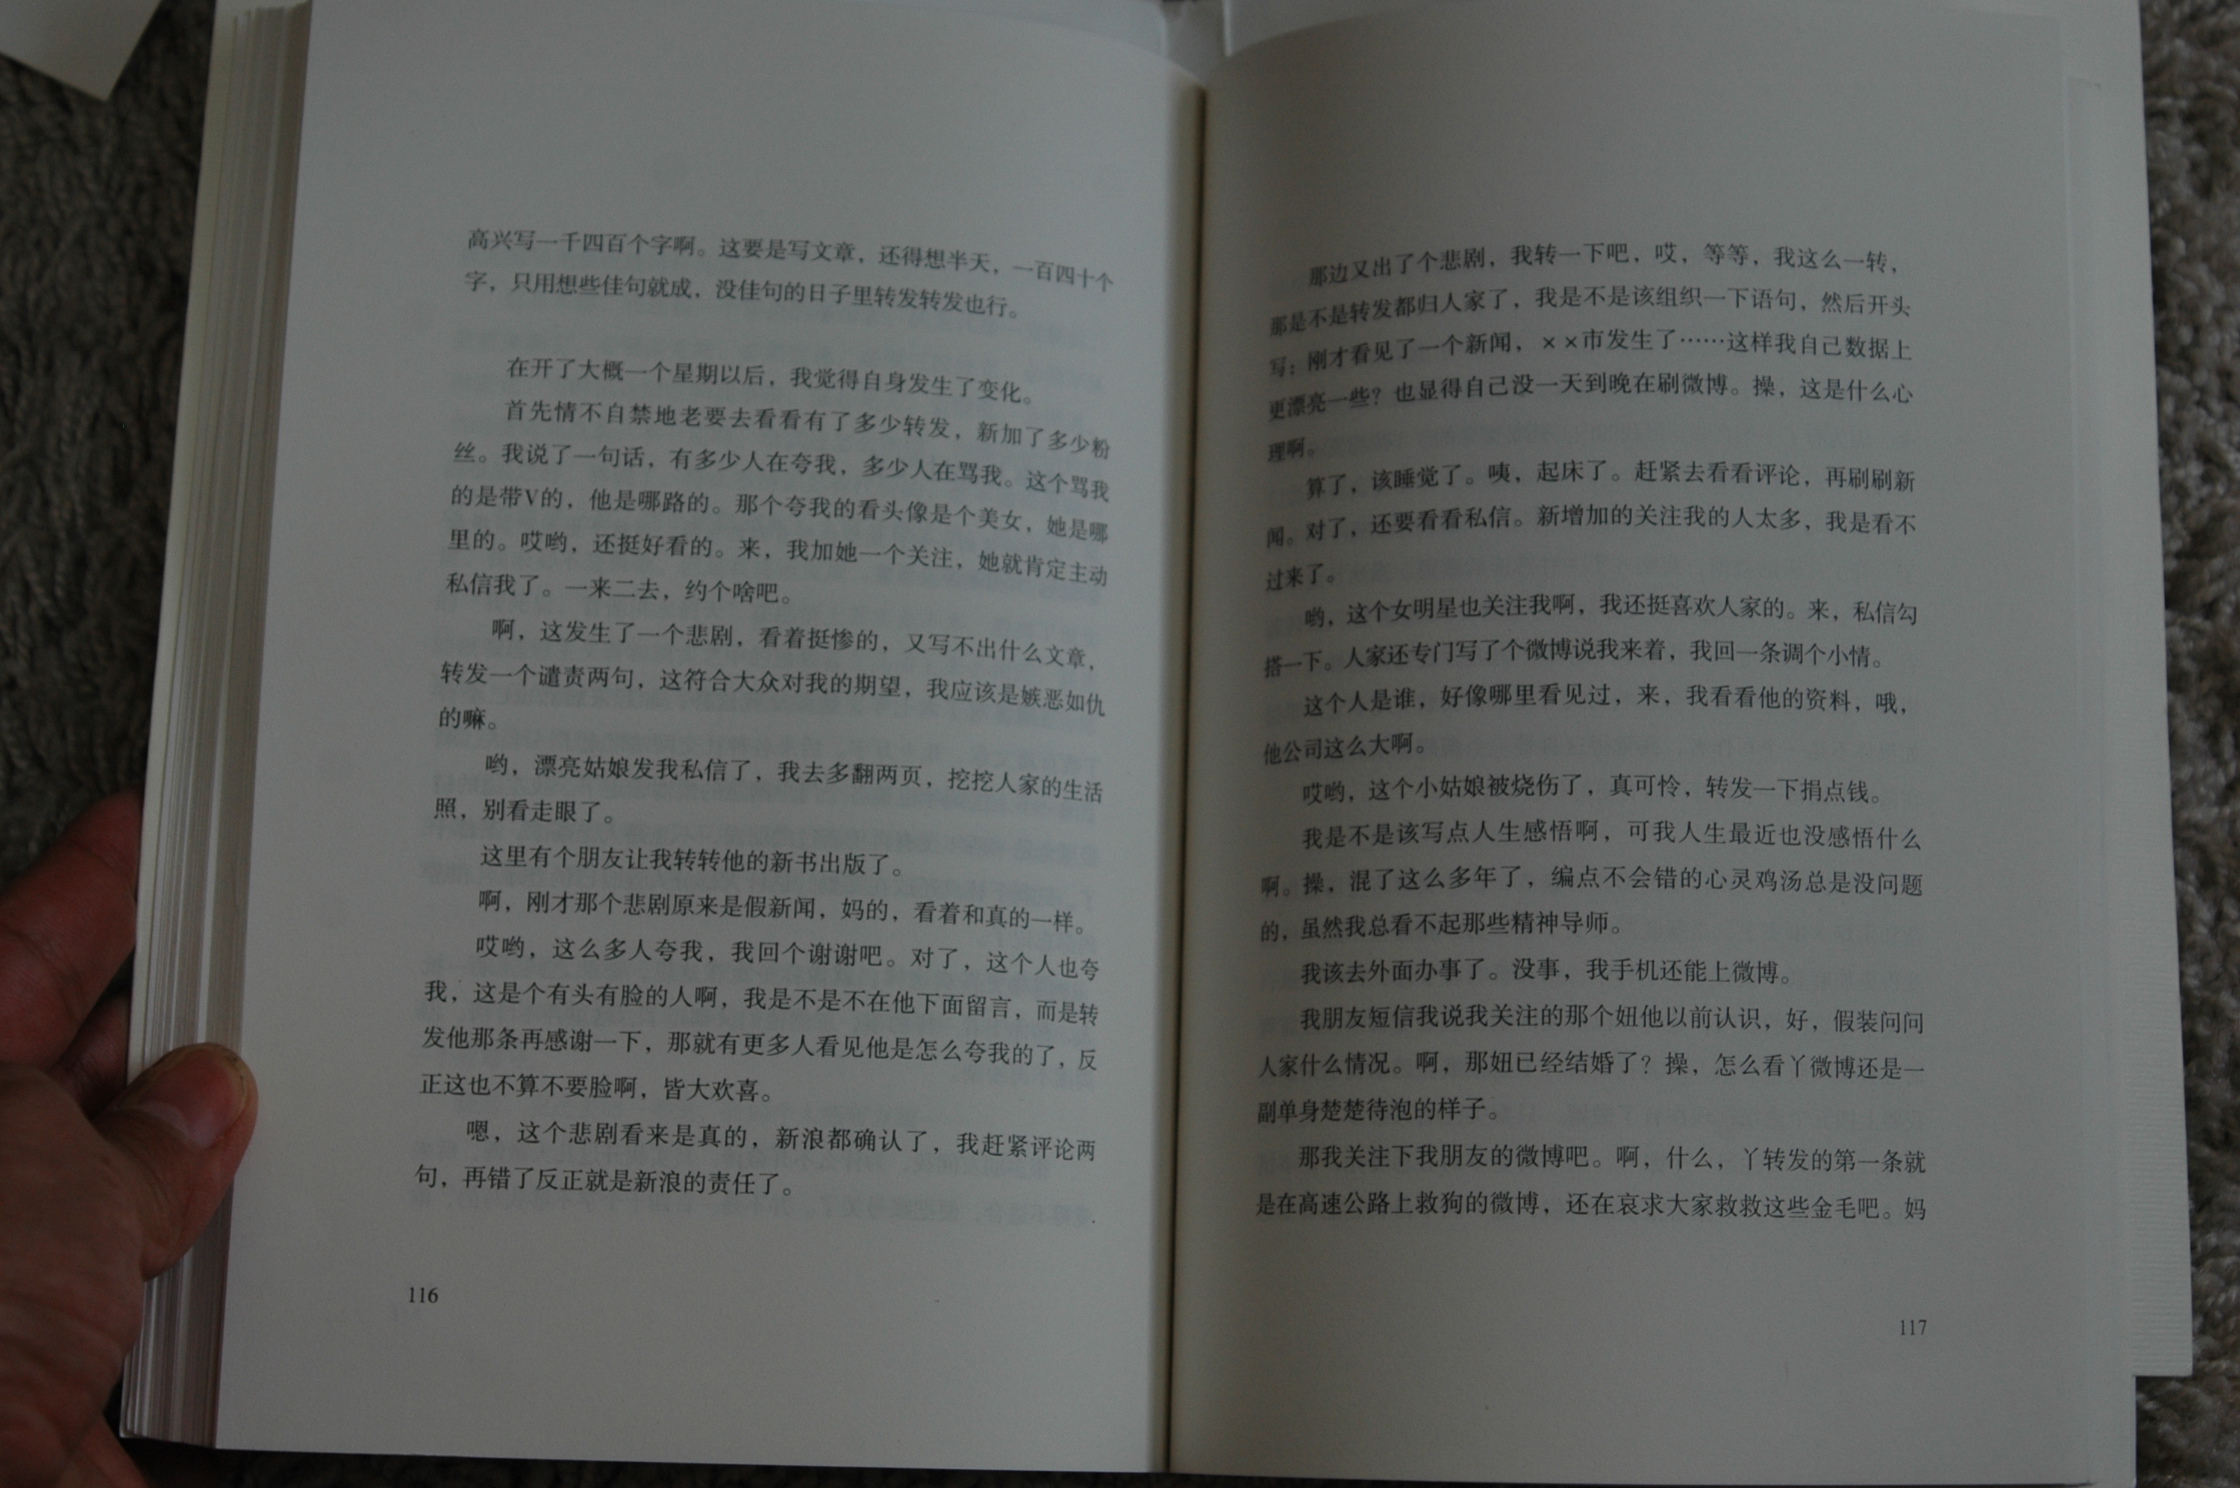 高兴写一千四百个字啊。这要是写文章，还得想半天，一百四十个
字，只用想些佳句就成，没佳句的日子里转发转发也行。
在开了大概一个星期以后，我觉得自身发生了变化。
首先情不自禁地老要去看看有了多少转发，新加了多少粉
丝。我说了一句话，有多少人在夸我，多少人在骂我。这个骂我
的是带V的，他是哪路的。那个夸我的看头像是个美女，她是哪
里的。哎哟，还挺好看的。来，我加她一个关注，她就肯定主动
私信我了。一来二去，约个啥吧。
啊，这发生了一个悲剧，看着挺惨的，又写不出什么文章，
转发一个谴责两句，这符合大众对我的期望，我应该是嫉恶如仇
的嘛。
哟，漂亮姑娘发我私信了，我去多翻两页，挖挖人家的生活
照，别看走眼了。
这里有个朋友让我转转他的新书出版了。
啊，刚才那个悲剧原来是假新闻，妈的，看着和真的一样。
哎哟，这么多人夸我，我回个谢谢吧。对了，这个人也夸
我，这是个有头有脸的人啊，我是不是不在他下面留言，而是转
发他那条再感谢一下，那就有更多人看见他是怎么夸我的了，反
正这也不算不要脸啊，皆大欢喜。
嗯，这个悲剧看来是真的，新浪都确认了，我赶紧评论两
句，再错了反正就是新浪的责任了。
116
那边又出了个悲剧，我转一下吧，哎，等等，我这么一转，
那是不是转发都归人家了，我是不是该组织一下语句，然后开头
写：刚才看见了一个新闻，××市发生了……这样我自己数据上
更漂亮一些？也显得自己没一天到晚在刷微博。操，这是什么心
理啊。
算了，该睡觉了。咦，起床了。赶紧去看看评论，再刷刷新
闻。对了，还要看看私信。新增加的关注我的人太多，我是看不
过来了。
哟，这个女明星也关注我啊，我还挺喜欢人家的。来，私信勾
搭一下。人家还专门写了个微博说我来着，我回一条调个小情。
这个人是谁，好像哪里看见过，来，我看看他的资料，哦，
他公司这么大啊。
哎哟，这个小姑娘被烧伤了，真可怜，转发一下捐点钱。
我是不是该写点人生感悟啊，可我人生最近也没感悟什么
啊。操，混了这么多年了，编点不会错的心灵鸡汤总是没问题
的，虽然我总看不起那些精神导师。
我该去外面办事了。没事，我手机还能上微博。
我朋友短信我说我关注的那个妞他以前认识，好，假装问问
人家什么情况。啊，那妞已经结婚了？操，怎么看丫微博还是一
副单身楚楚待泡的样子。
那我关注下我朋友的微博吧。啊，什么，丫转发的第一条就
是在高速公路上救狗的微博，还在哀求大家救救这些金毛吧。妈
117